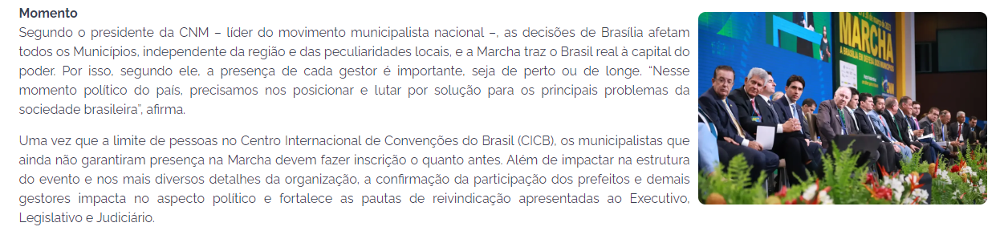 Momento
Segundo o presidente da CNM – líder do movimento municipalista nacional –, as decisões de Brasília afetam
todos os Municípios, independente da região e das peculiaridades locais, e a Marcha traz o Brasil real à capital do
poder. Por isso, segundo ele, a presença de cada gestor é importante, seja de perto ou de longe. “Nesse
momento político do país, precisamos nos posicionar e lutar por solução para os principais problemas da
sociedade brasileira”, afirma.
Uma vez que a limite de pessoas no Centro Internacional de Convenções do Brasil (CICB), os municipalistas que
ainda não garantiram presença na Marcha devem fazer inscrição o quanto antes. Além de impactar na estrutura
do evento e nos mais diversos detalhes da organização, a confirmação da participação dos prefeitos e demais
gestores impacta no aspecto político e fortalece as pautas de reivindicação apresentadas ao Executivo,
Legislativo e Judiciário.
MARCHA
A BRASÍLIA EM DEFESA DOS MUNICÍPIOS
CNM